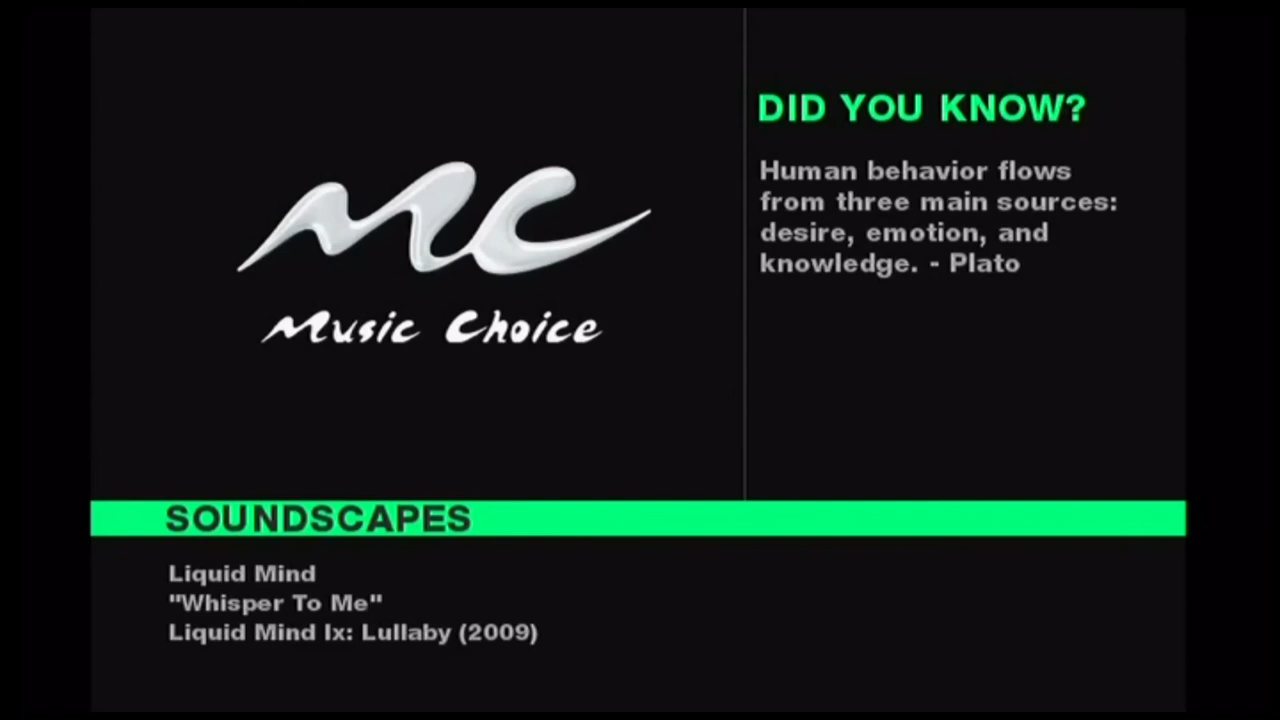 MC
Music Choice
DID YOU KNOW?
Human behavior flows
from three main sources:
desire, emotion, and
knowledge. - Plato
SOUNDSCAPES
Liquid Mind
"Whisper To Me"
Liquid Mind Ix: Lullaby (2009)